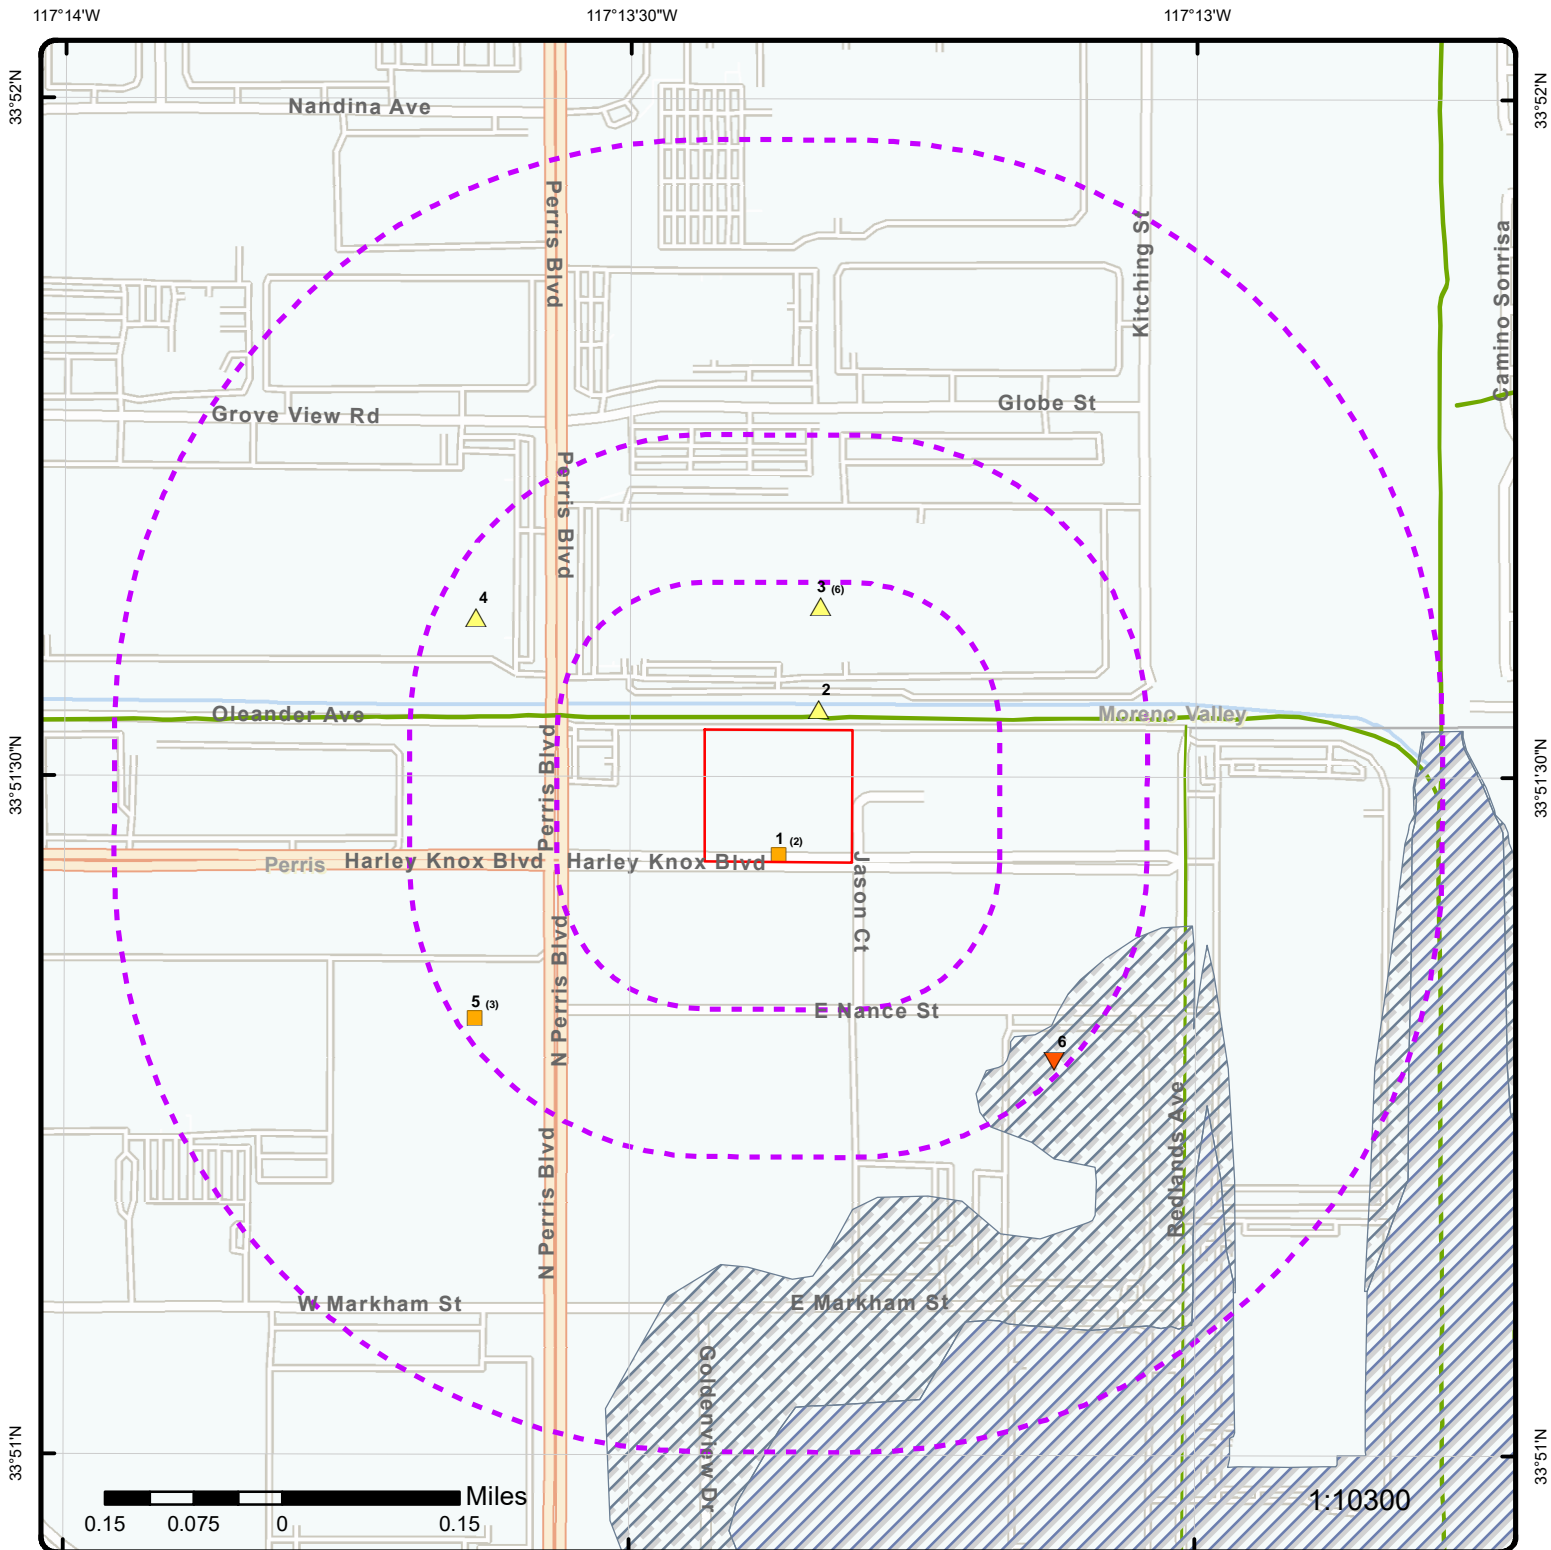 117°14'W 117°13'30"W 117°13'W
33°52'N
33°52'N
Nandina Ave
Perris Blvd
Kitching St
Camino Sonrisa
Grove View Rd
Globe St
Perris Blvd
4
3 (6)
2
Oleander Ave
Moreno Valley
Perris Blvd
33°51'30"N
33°51'30"N
1 (2)
Perris
Harley Knox Blvd
Harley Knox Blvd
Jason Ct
N Perris Blvd
5 (3)
E Nance St
6
Redlands Ave
N Perris Blvd
W Markham St
E Markham St
Goldenview Dr
33°51'N
33°51'N
Miles
0.15 0.075 0 0.15
1:10300